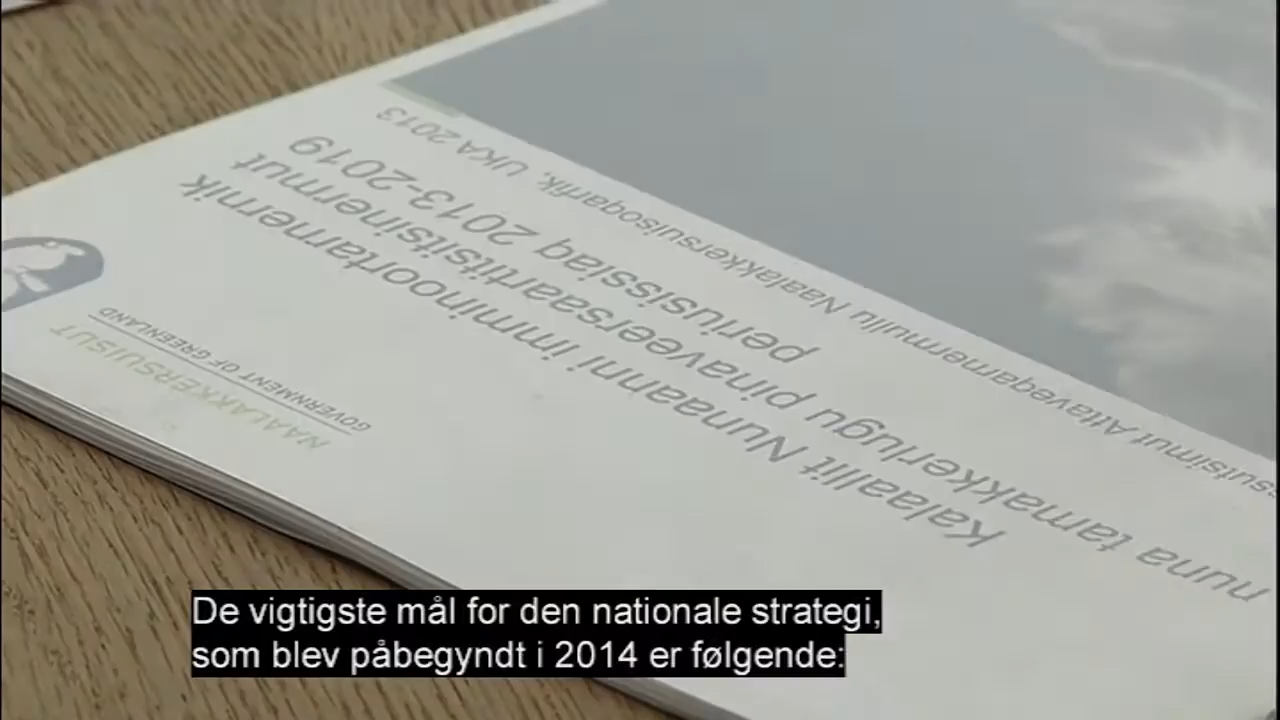 Kalaallit Nunaanni imminoortarnermik
nuna tamakkerlugu pinaveersaartitsinermut
periusissiaq 2013-2019
Naalakkersuisoqarfik, UKA 2013
Attaveqarnermullu
NAALAKKERSUISUT
GOVERNMENT OF GREENLAND
De vigtigste mål for den nationale strategi,
som blev påbegyndt i 2014 er følgende: